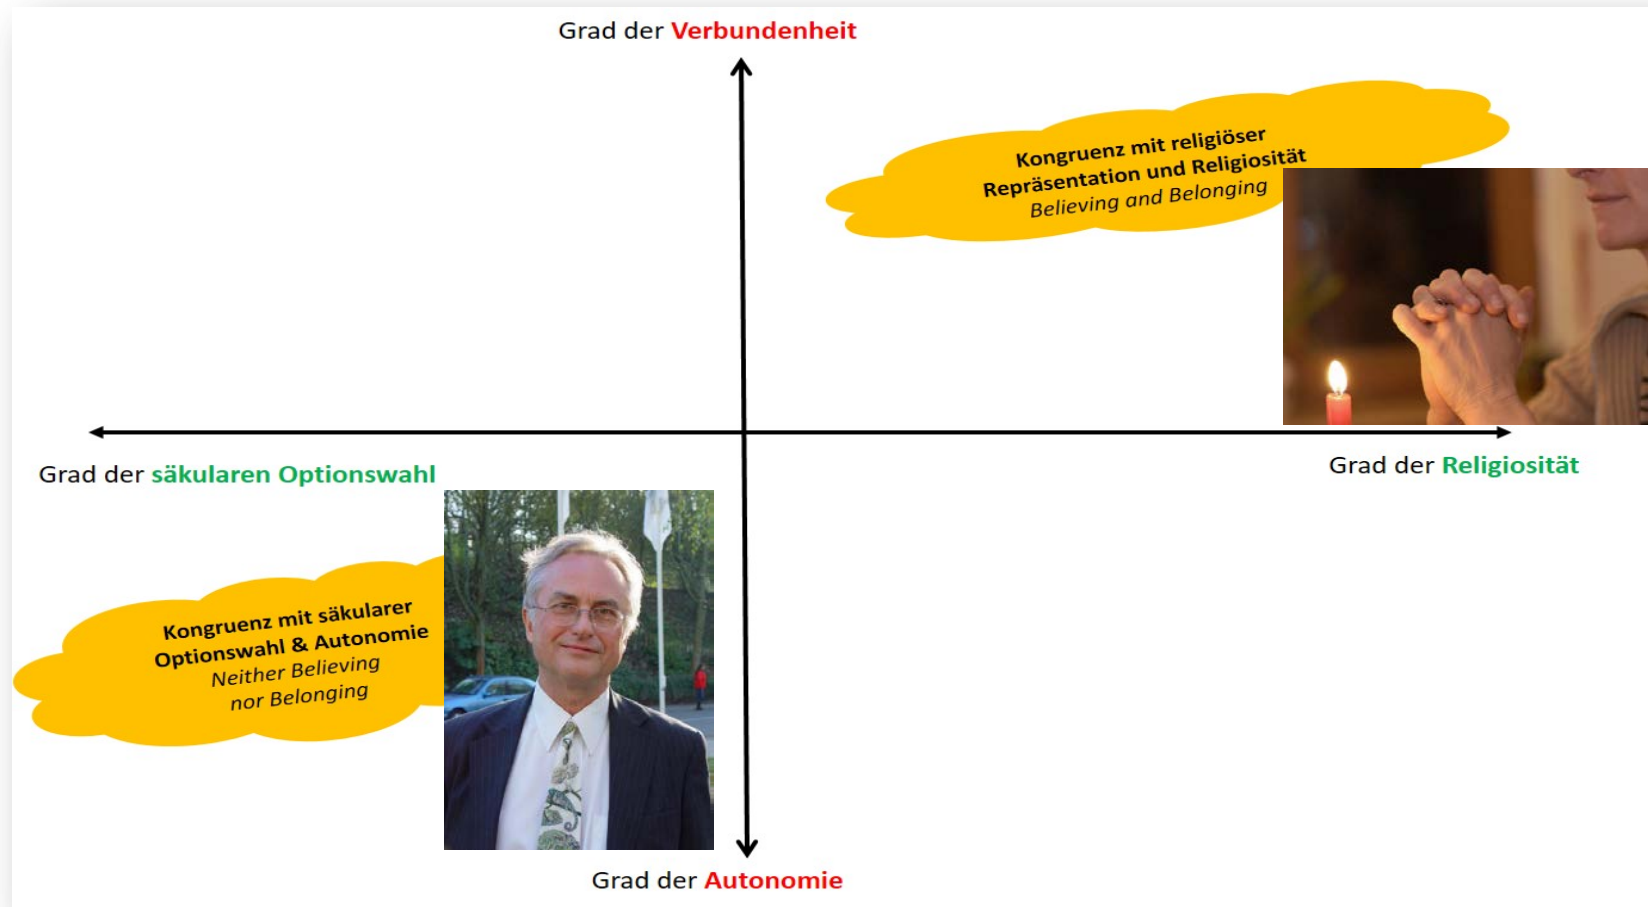 Grad der Verbundenheit
Kongruenz mit religiöser
Repräsentation und Religiosität
Believing and Belonging
Grad der säkularen Optionswahl
Grad der Religiosität
Kongruenz mit säkularer
Optionswahl & Autonomie
Neither Believing
nor Belonging
Grad der Autonomie